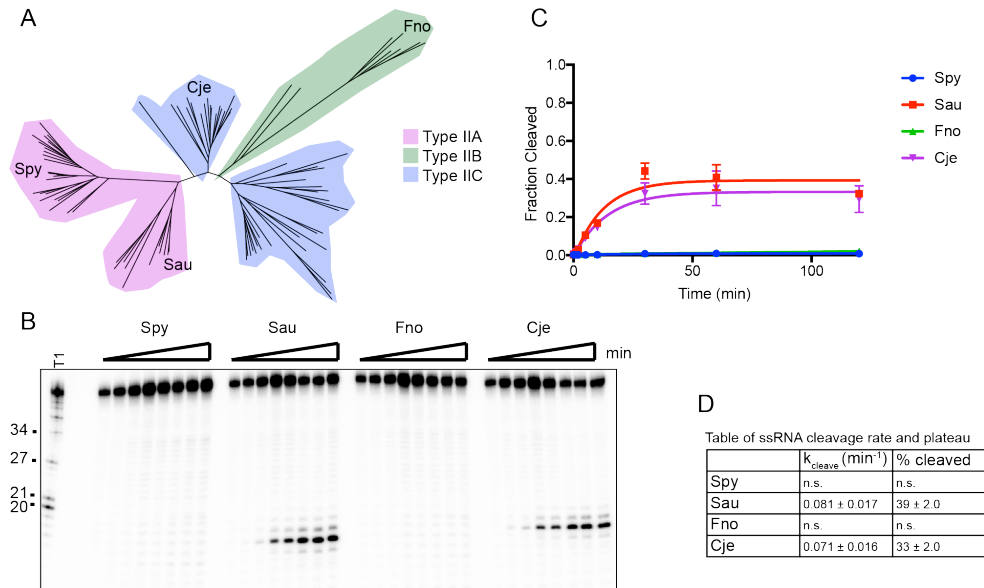 A
Fno
Cje
Spy
Sau
Type IIA
Type IIB
Type IIC
C
1.0
0.8
0.6
0.4
0.2
0.0
Fraction Cleaved
0
50
100
Time (min)
Spy
Sau
Fno
Cje
B
T1
Spy
Sau
Fno
Cje
min
34
27
21
20
D
Table of ssRNA cleavage rate and plateau
k cleave (min-1) % cleaved
Spy n.s. n.s.
Sau 0.081 ± 0.017 39 ± 2.0
Fno n.s. n.s.
Cje 0.071 ± 0.016 33 ± 2.0